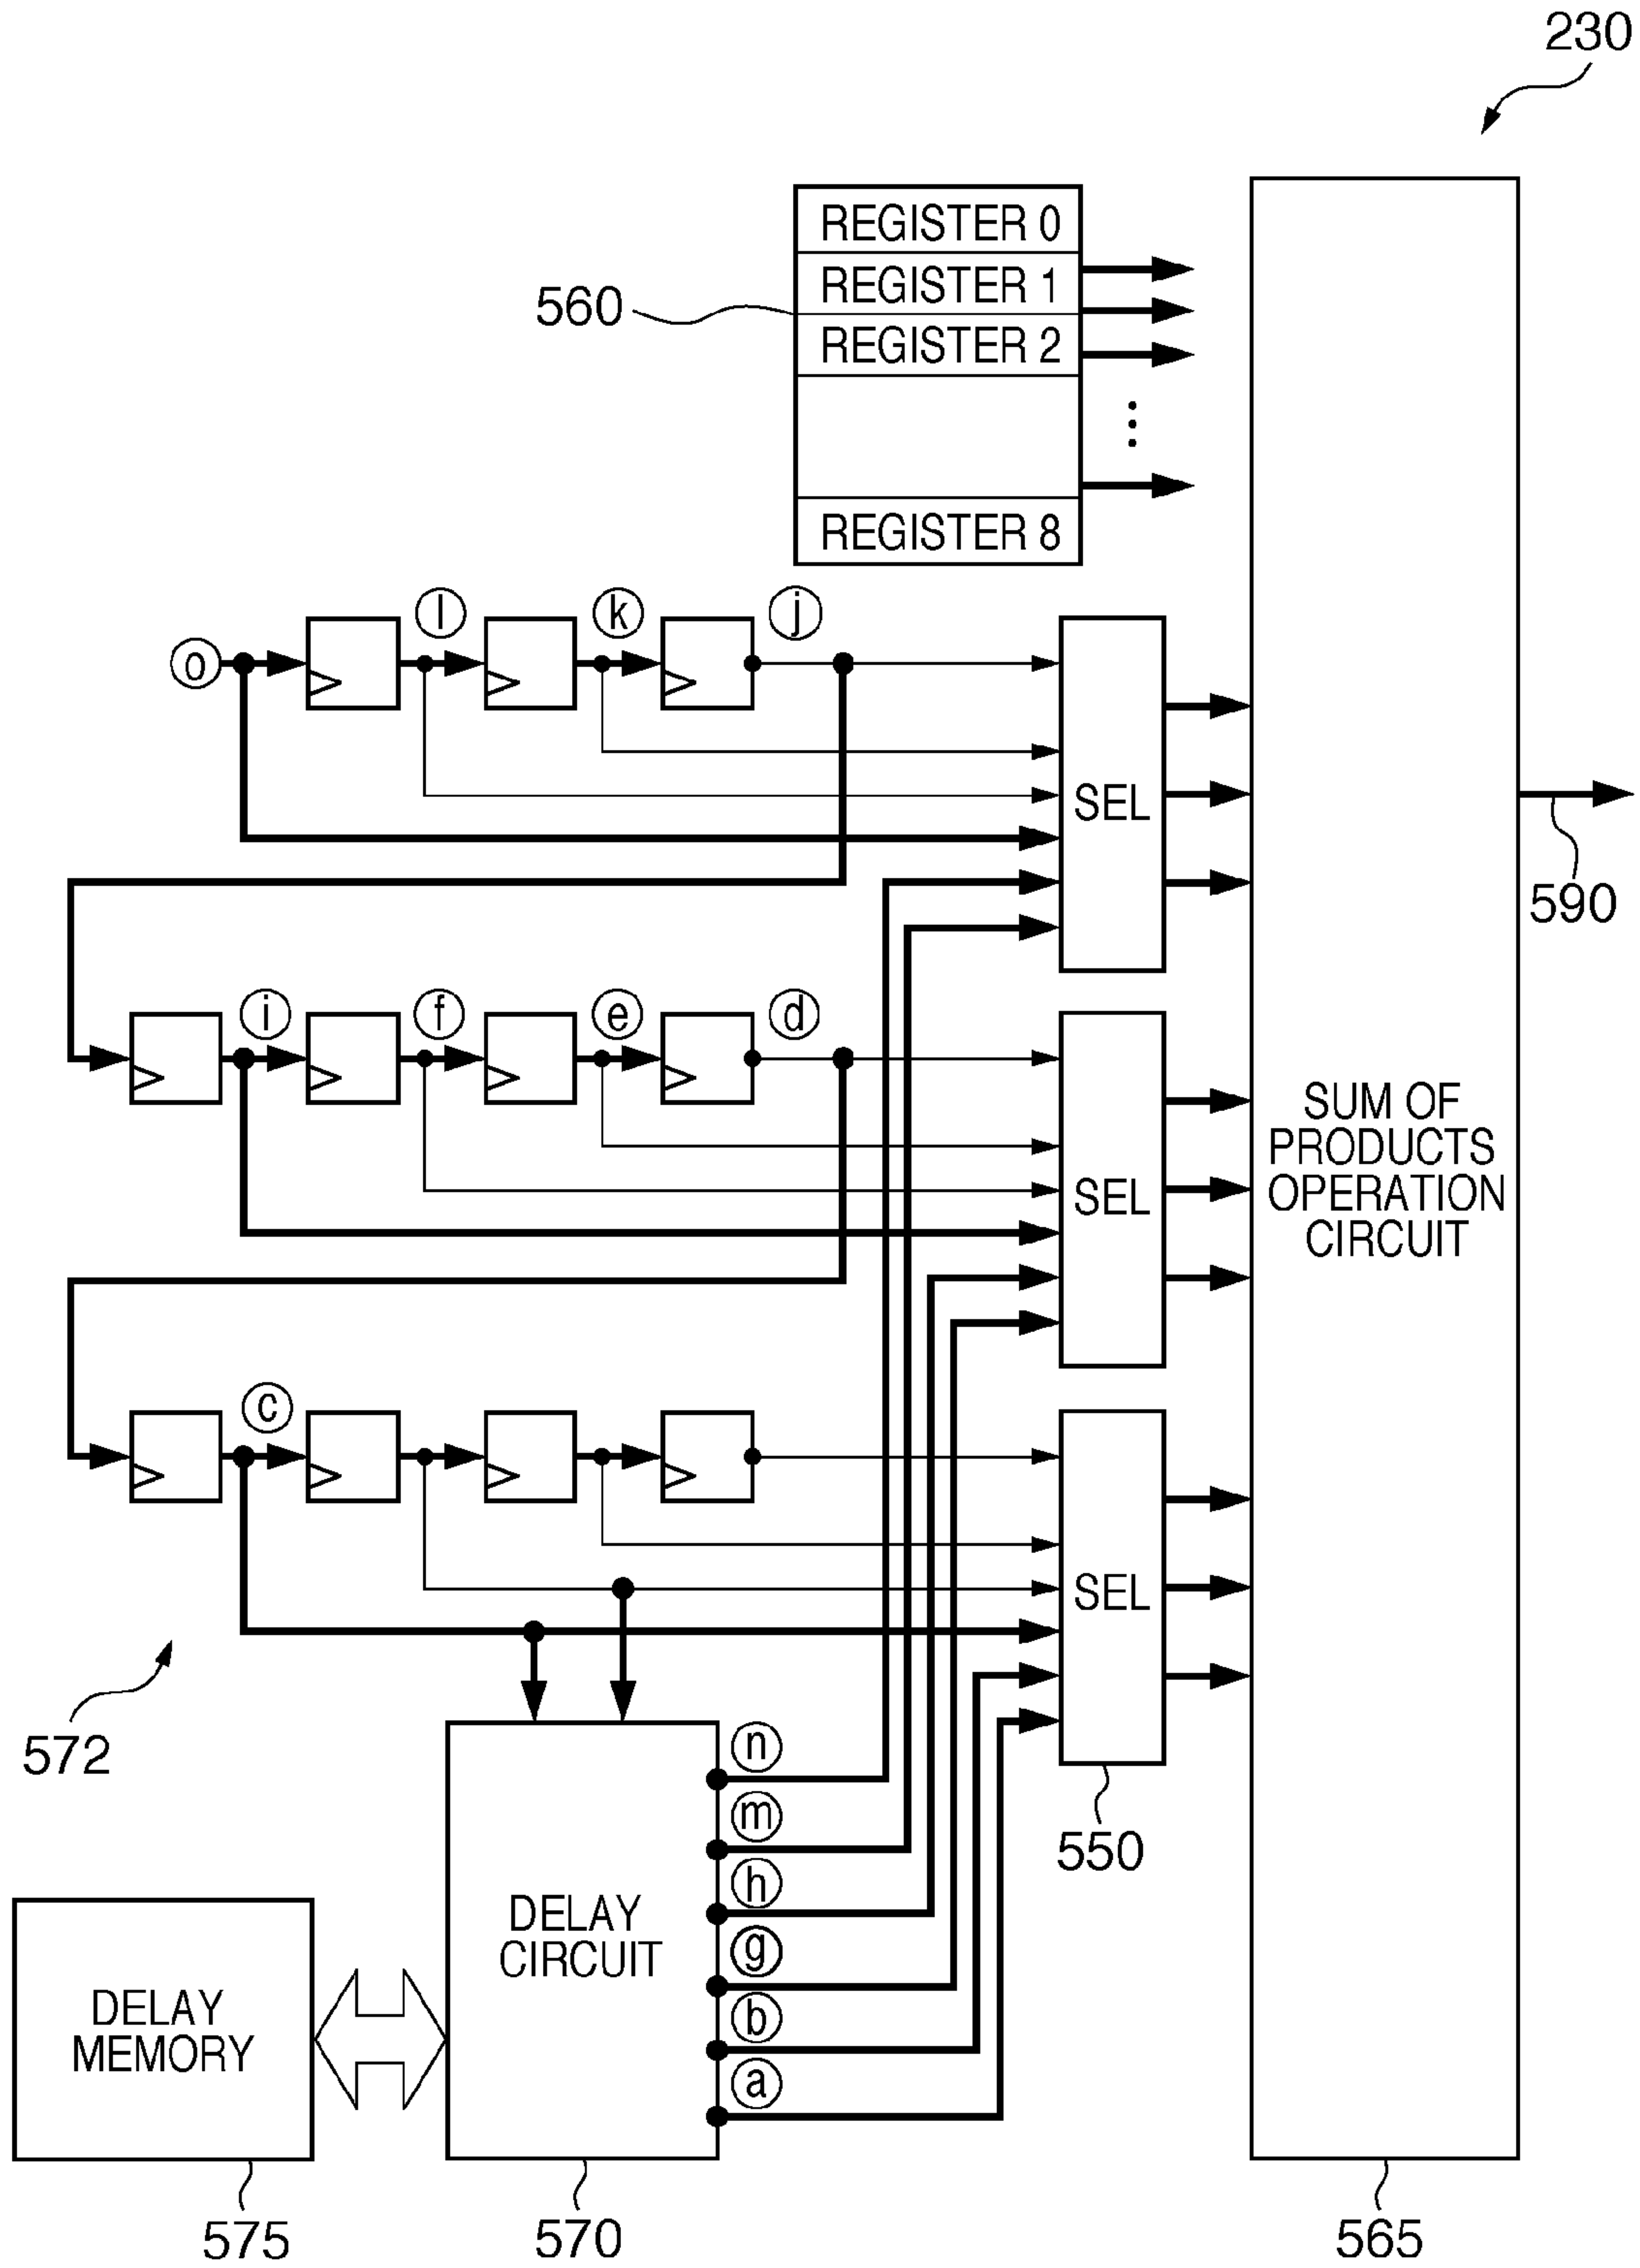 230
REGISTER 0
REGISTER 1
560
REGISTER 2
REGISTER 8
l
k
j
o
SEL
590
i
f
e
d
SEL
SUM OF
PRODUCTS
OPERATION
CIRCUIT
c
SEL
572
n
m
550
h
DELAY
CIRCUIT
g
DELAY
MEMORY
b
a
575
570
565